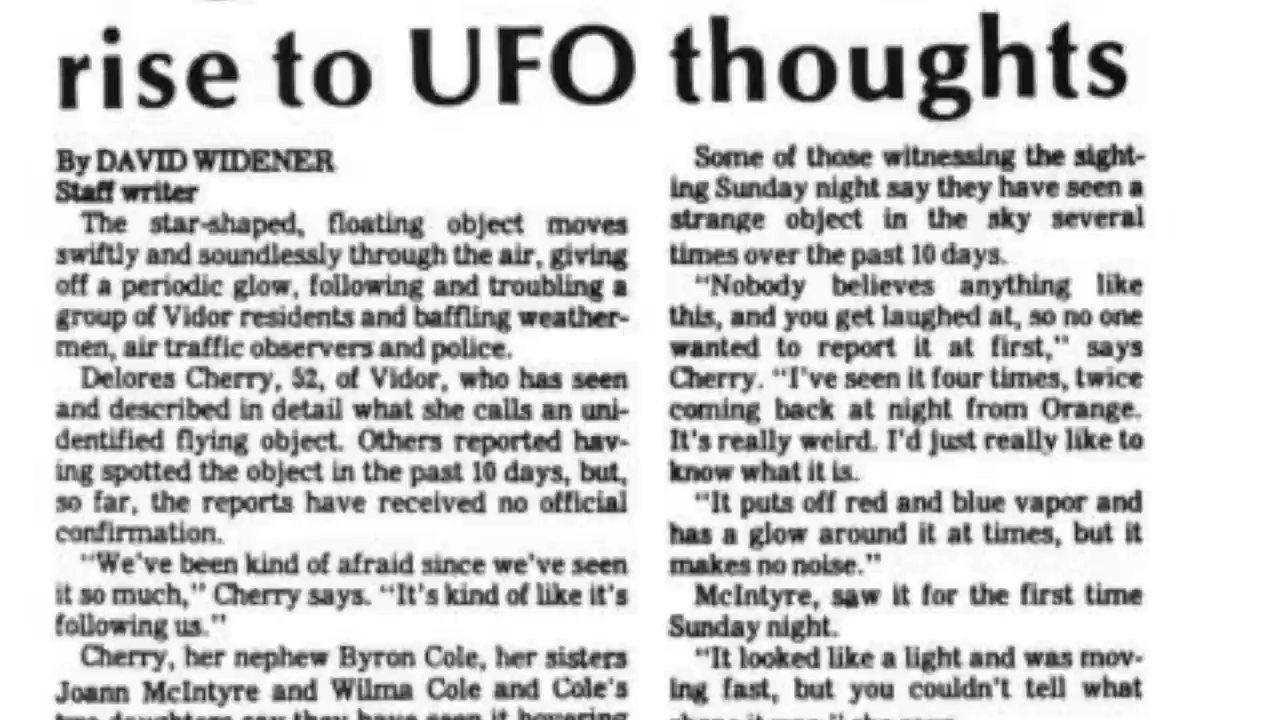 rise to UFO thoughts
By DAVID WIDENER
Staff writer
The star-shaped, floating object moves
swiftly and soundlessly through the air, giving
off a periodic glow, following and troubling a
group of Vidor residents and baffling weather-
men, air traffic observers and police.
Delores Cherry, 52, of Vidor, who has seen
and described in detail what she calls an uni-
dentified flying object. Others reported hav-
ing spotted the object in the past 10 days, but,
so far, the reports have received no official
confirmation.
"We've been kind of afraid since we've seen
it so much," Cherry says. "It's kind of like it's
following us."
Cherry, her nephew Byron Cole, her sisters
Joann McIntyre and Wilma Cole and Cole's
two daughters say they have seen it hovering
Some of those witnessing the sight-
ing Sunday night say they have seen a
strange object in the sky several
times over the past 10 days.
"Nobody believes anything like
this, and you get laughed at, so no one
wanted to report it at first," says
Cherry. "I've seen it four times, twice
coming back at night from Orange.
It's really weird. I'd just really like to
know what it is.
"It puts off red and blue vapor and
has a glow around it at times, but it
makes no noise."
McIntyre, saw it for the first time
Sunday night.
"It looked like a light and was mov-
ing fast, but you couldn't tell what